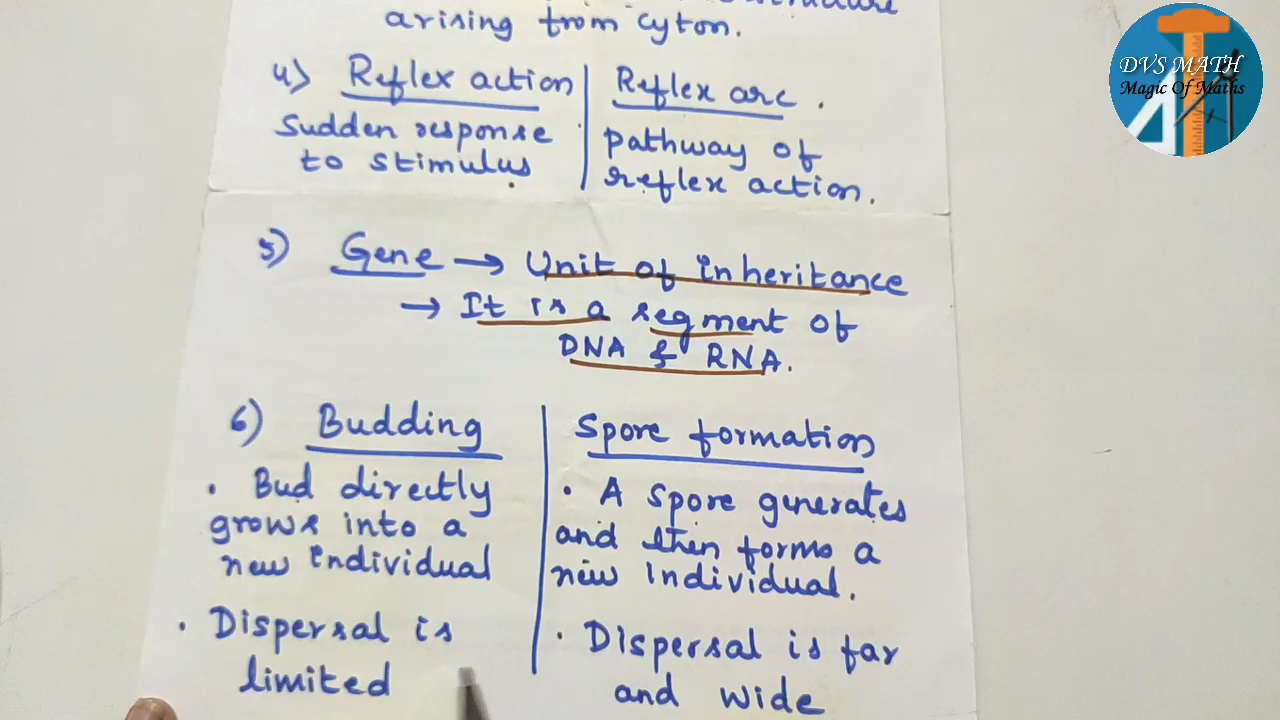 structure
arising from cyton.
4) Reflex action
Sudden response
to stimulus
Reflex arc.
pathway of
reflex action.
5) Gene → Unit of inheritance
→ It is a segment of
DNA & RNA.
6) Budding
. Bud directly
grows into a
new individual
. Dispersal is
limited
Spore formation
. A spore generates
and then forms a
new individual.
. Dispersal is far
and wide
DVS MATH
Magic Of Maths